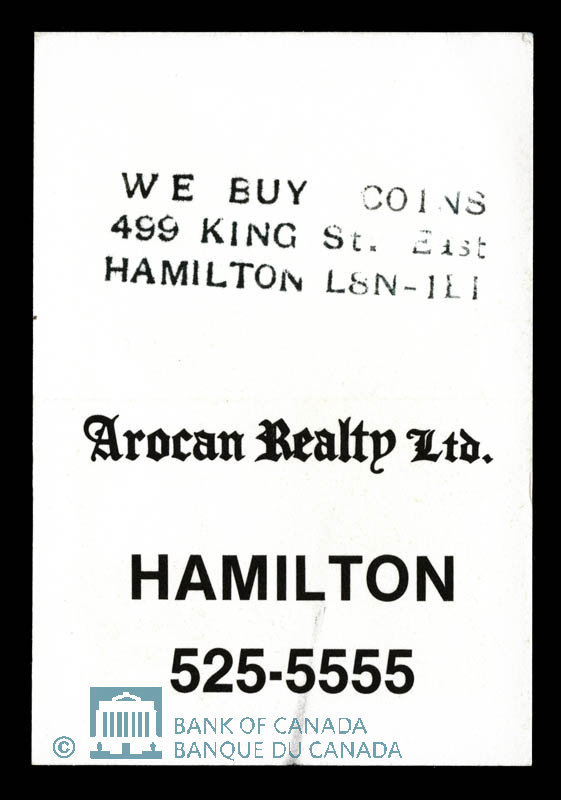 WE BUY COINS
499 KING St. East
HAMILTON L8N-1E1
Arocan Realty Ltd.
HAMILTON
525-5555
© BANK OF CANADA
BANQUE DU CANADA